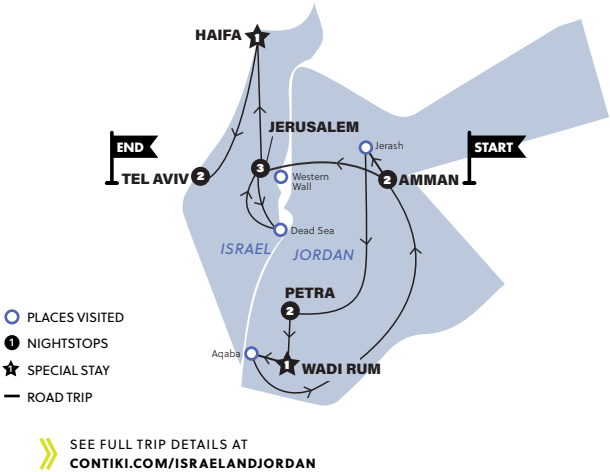 HAIFA
1
JERUSALEM
END
Jerash
START
3
TEL AVIV
2
Western
Wall
2
AMMAN
Dead Sea
ISRAEL
JORDAN
PETRA
PLACES VISITED
2
1
NIGHTSTOPS
Aqaba
1
WADI RUM
1
SPECIAL STAY
ROAD TRIP
SEE FULL TRIP DETAILS AT
CONTIKI.COM/ISRAELANDJORDAN